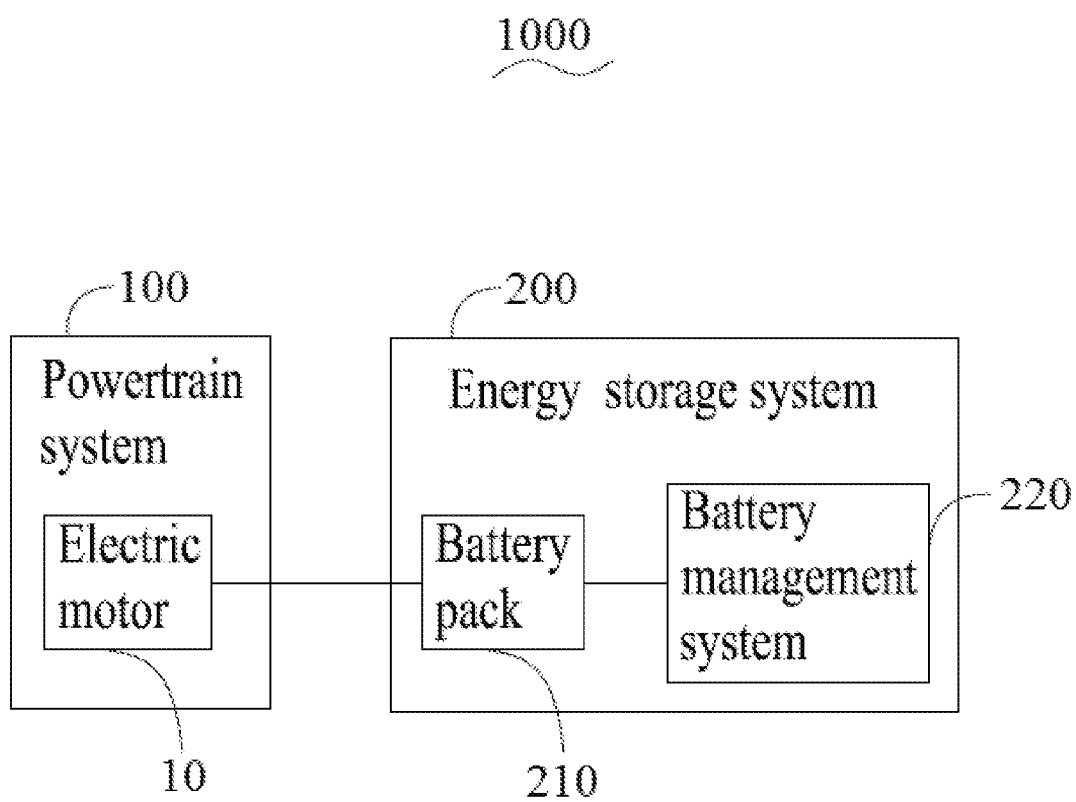 1000
100
200
Powertrain
system
Energy storage system
220
Electric
motor
Battery
pack
Battery
management
system
10
210